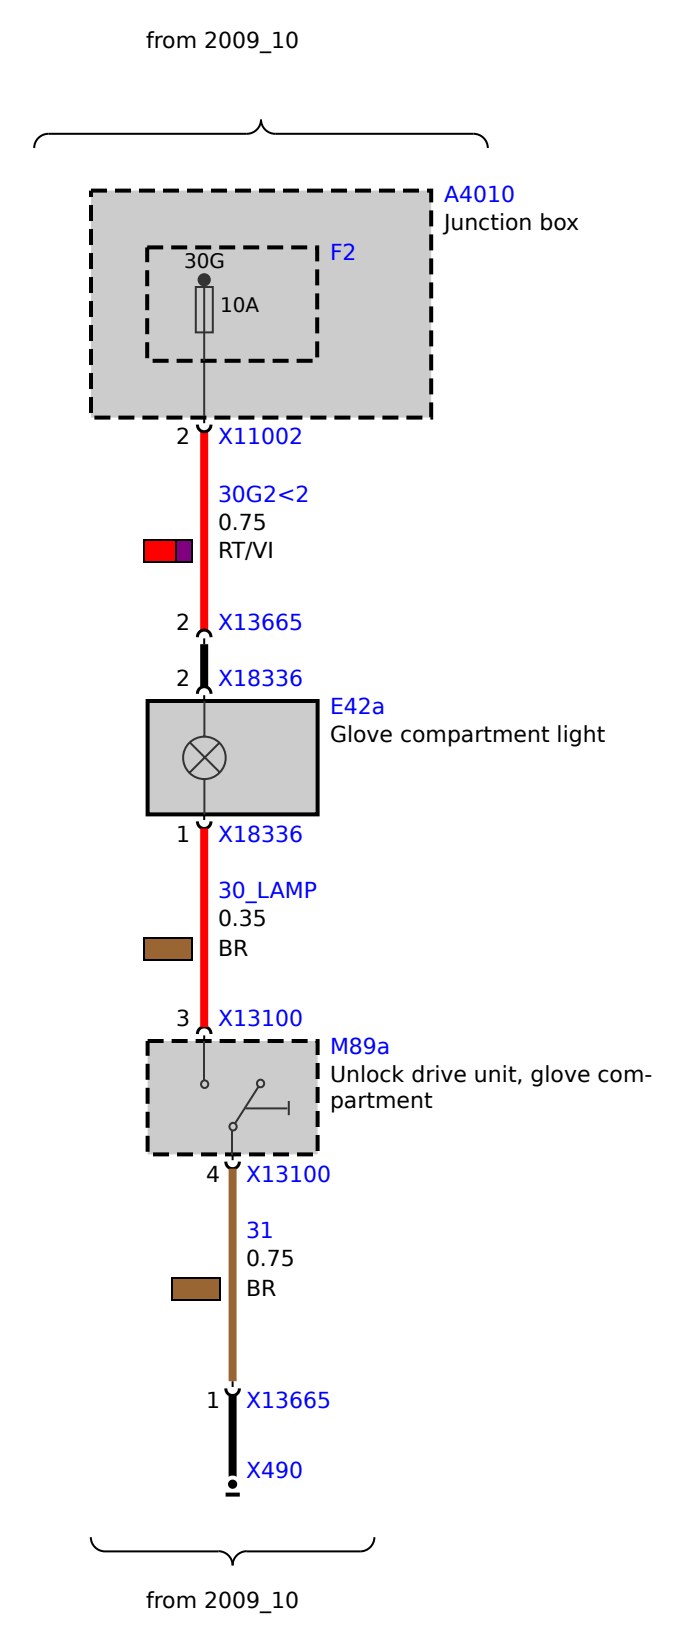 from 2009_10
A4010
Junction box
F2
30G
10A
2 X11002
30G2<2
0.75
RT/VI
2 X13665
2 X18336
E42a
Glove compartment light
1 X18336
30_LAMP
0.35
BR
3 X13100
M89a
Unlock drive unit, glove com-
partment
4 X13100
31
0.75
BR
1 X13665
X490
from 2009_10